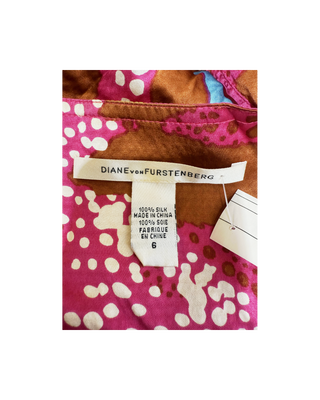 DIANE VON FURSTENBERG
100% SILK
MADE IN CHINA
100% SOIE
FABRIQUE
EN CHINE
6